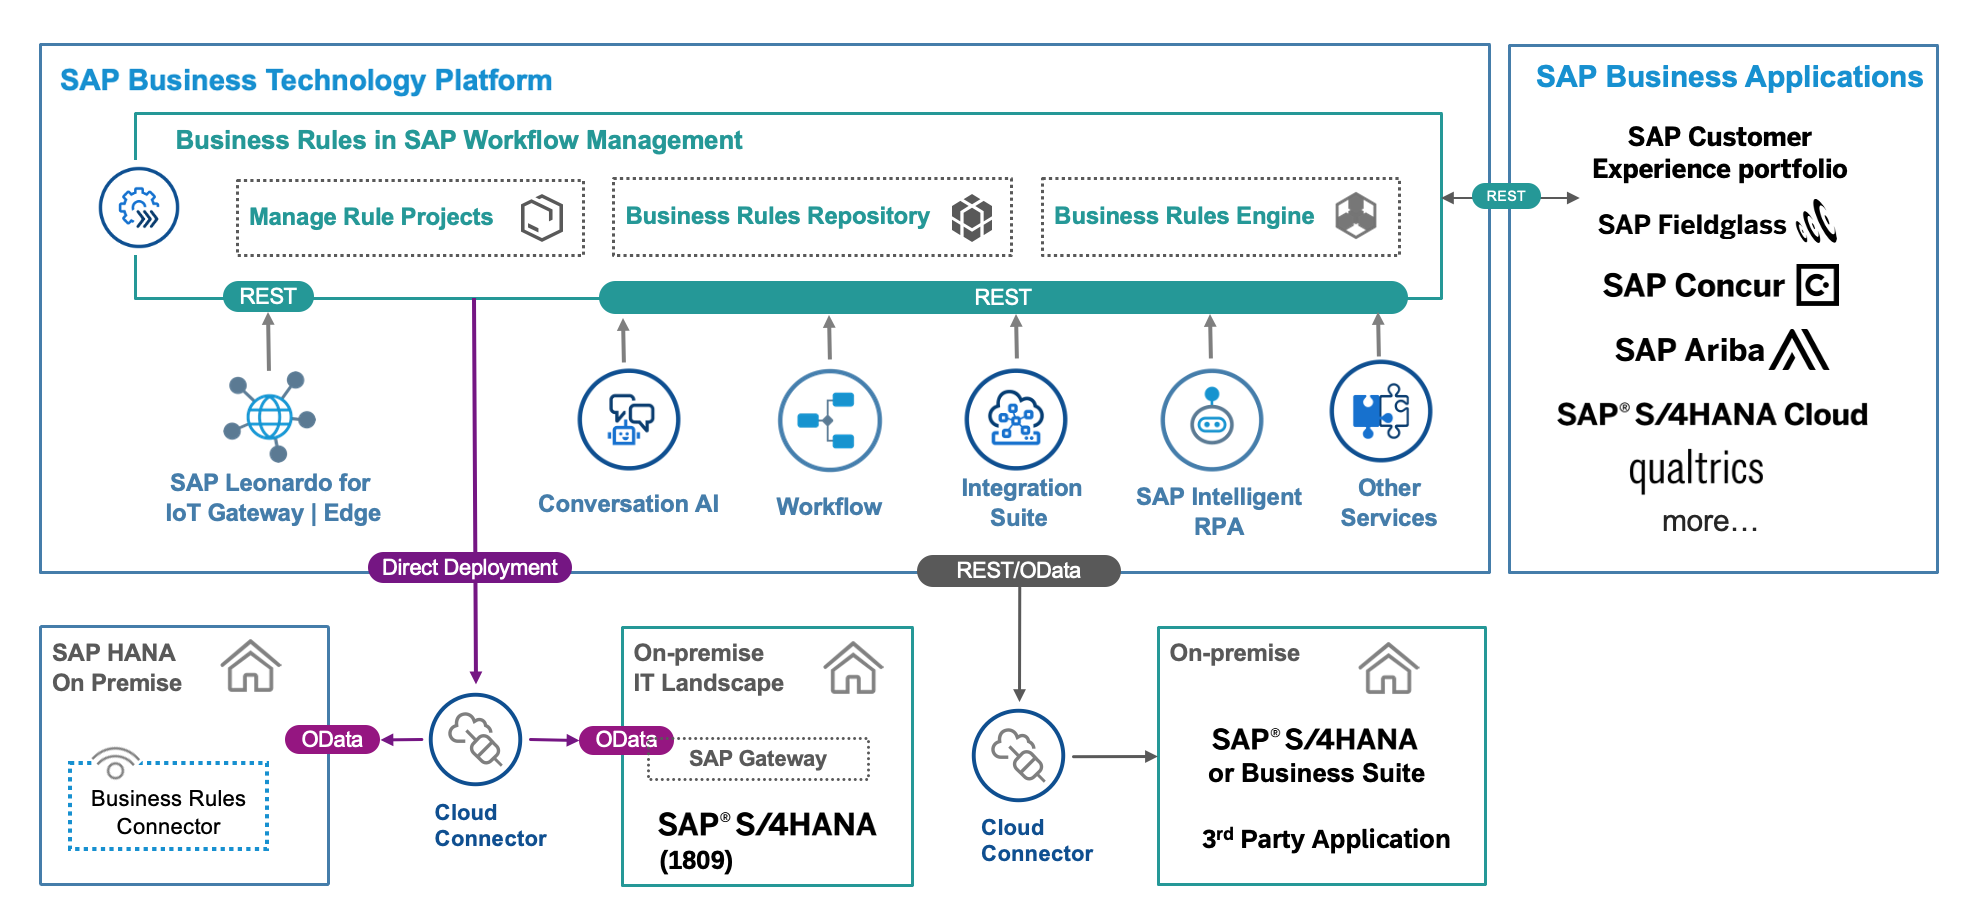 SAP Business Technology Platform
Business Rules in SAP Workflow Management
Manage Rule Projects
Business Rules Repository
Business Rules Engine
REST
REST
SAP Leonardo for
IoT Gateway | Edge
Conversation AI
Workflow
Integration
Suite
SAP Intelligent
RPA
Other
Services
REST
SAP Business Applications
SAP Customer
Experience portfolio
SAP Fieldglass
SAP Concur C
SAP Ariba
SAP® S/4HANA Cloud
qualtrics
more...
Direct Deployment
REST/OData
SAP HANA
On Premise
OData
Business Rules
Connector
Cloud
Connector
On-premise
IT Landscape
OData
SAP Gateway
SAP® S/4HANA
(1809)
Cloud
Connector
On-premise
SAP® S/4HANA
or Business Suite
3rd Party Application